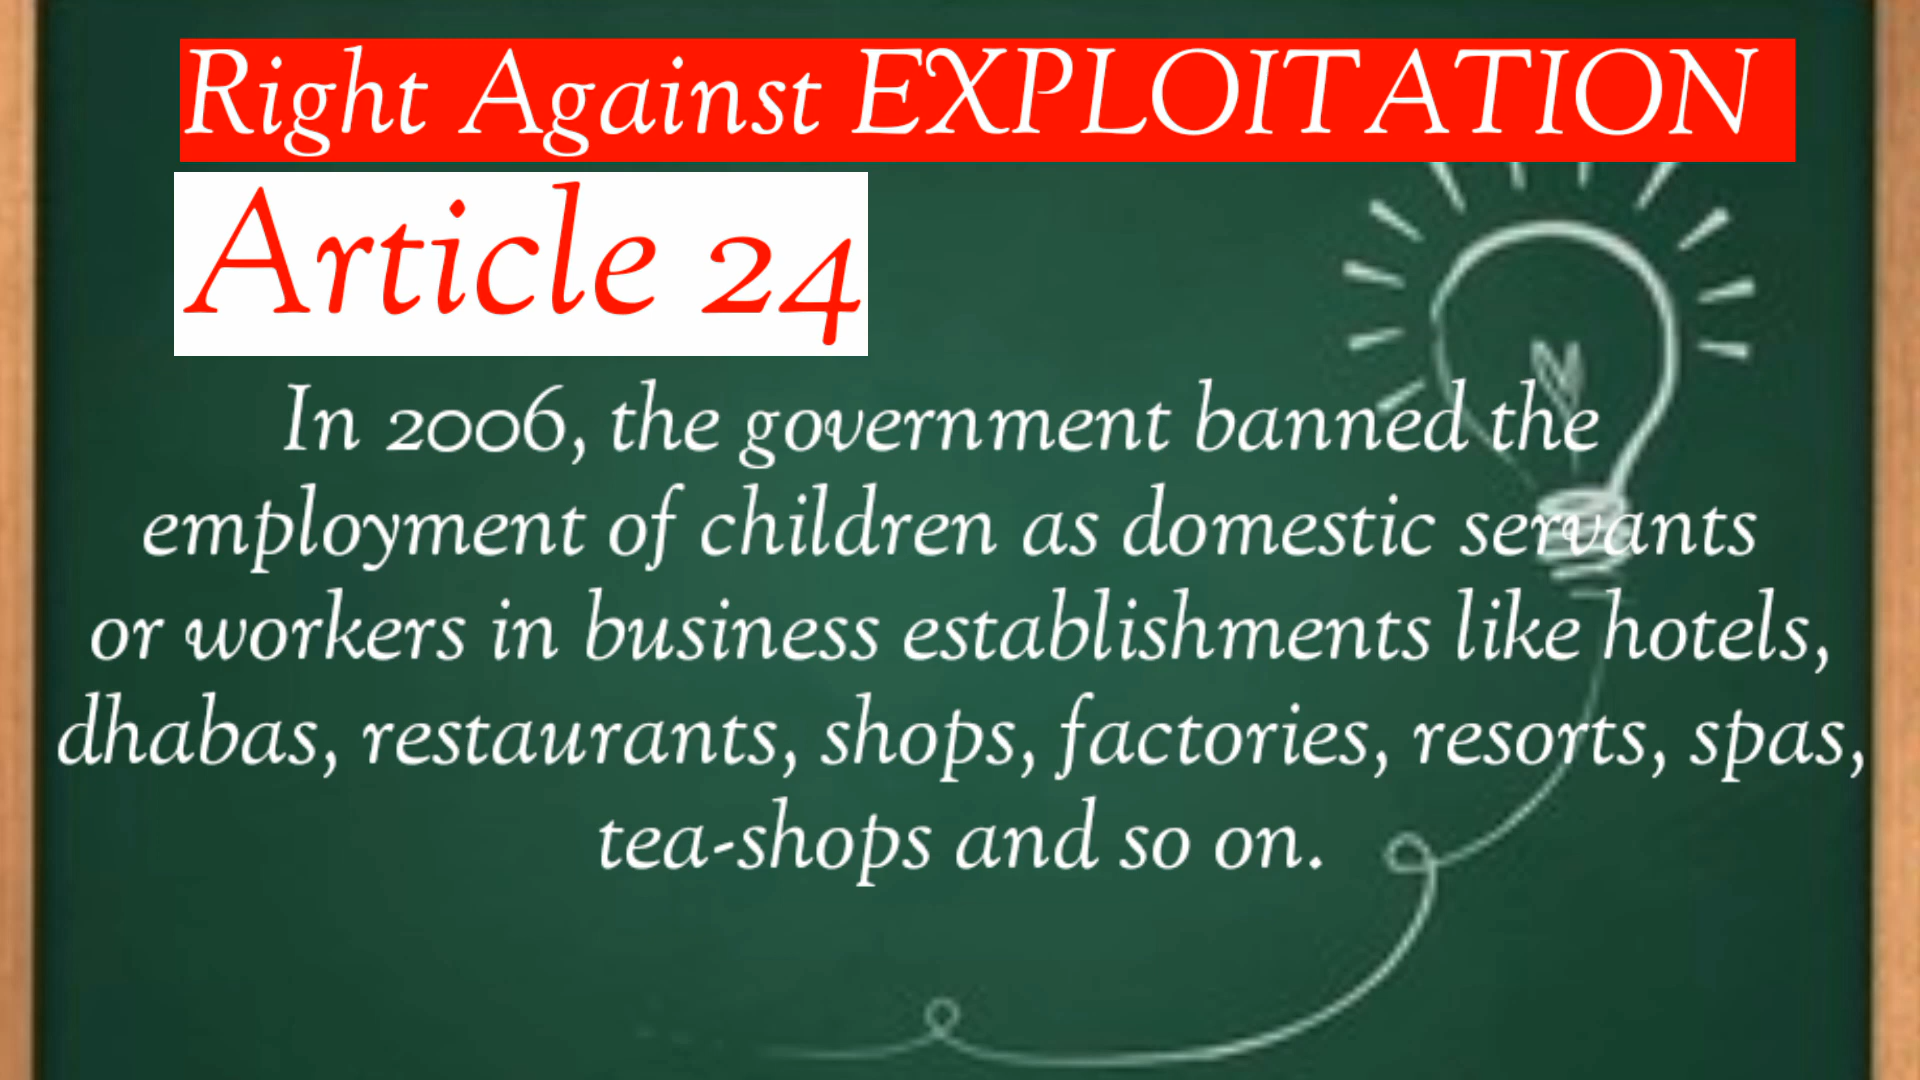 Right Against EXPLOITATION
Article 24
In 2006, the government banned the
employment of children as domestic servants
or workers in business establishments like hotels,
dhabas, restaurants, shops, factories, resorts, spas,
tea-shops and so on.